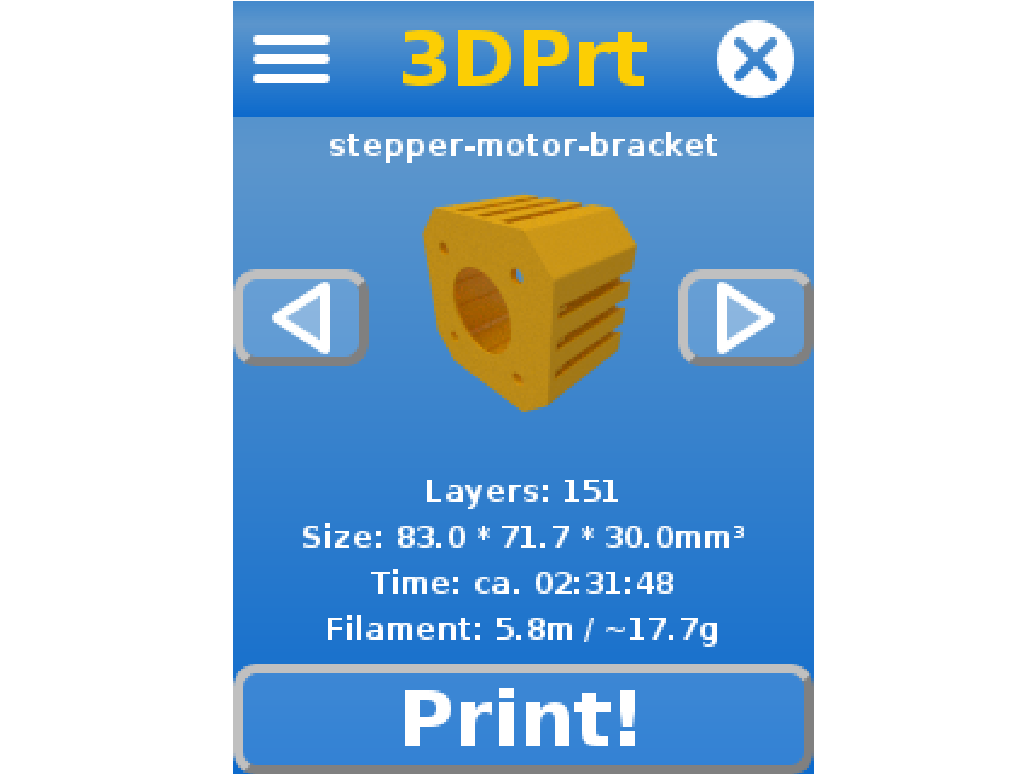 3DPrt
stepper-motor-bracket
Layers: 151
Size: 83.0 * 71.7 * 30.0mm³
Time: ca. 02:31:48
Filament: 5.8m / ~17.7g
Print!